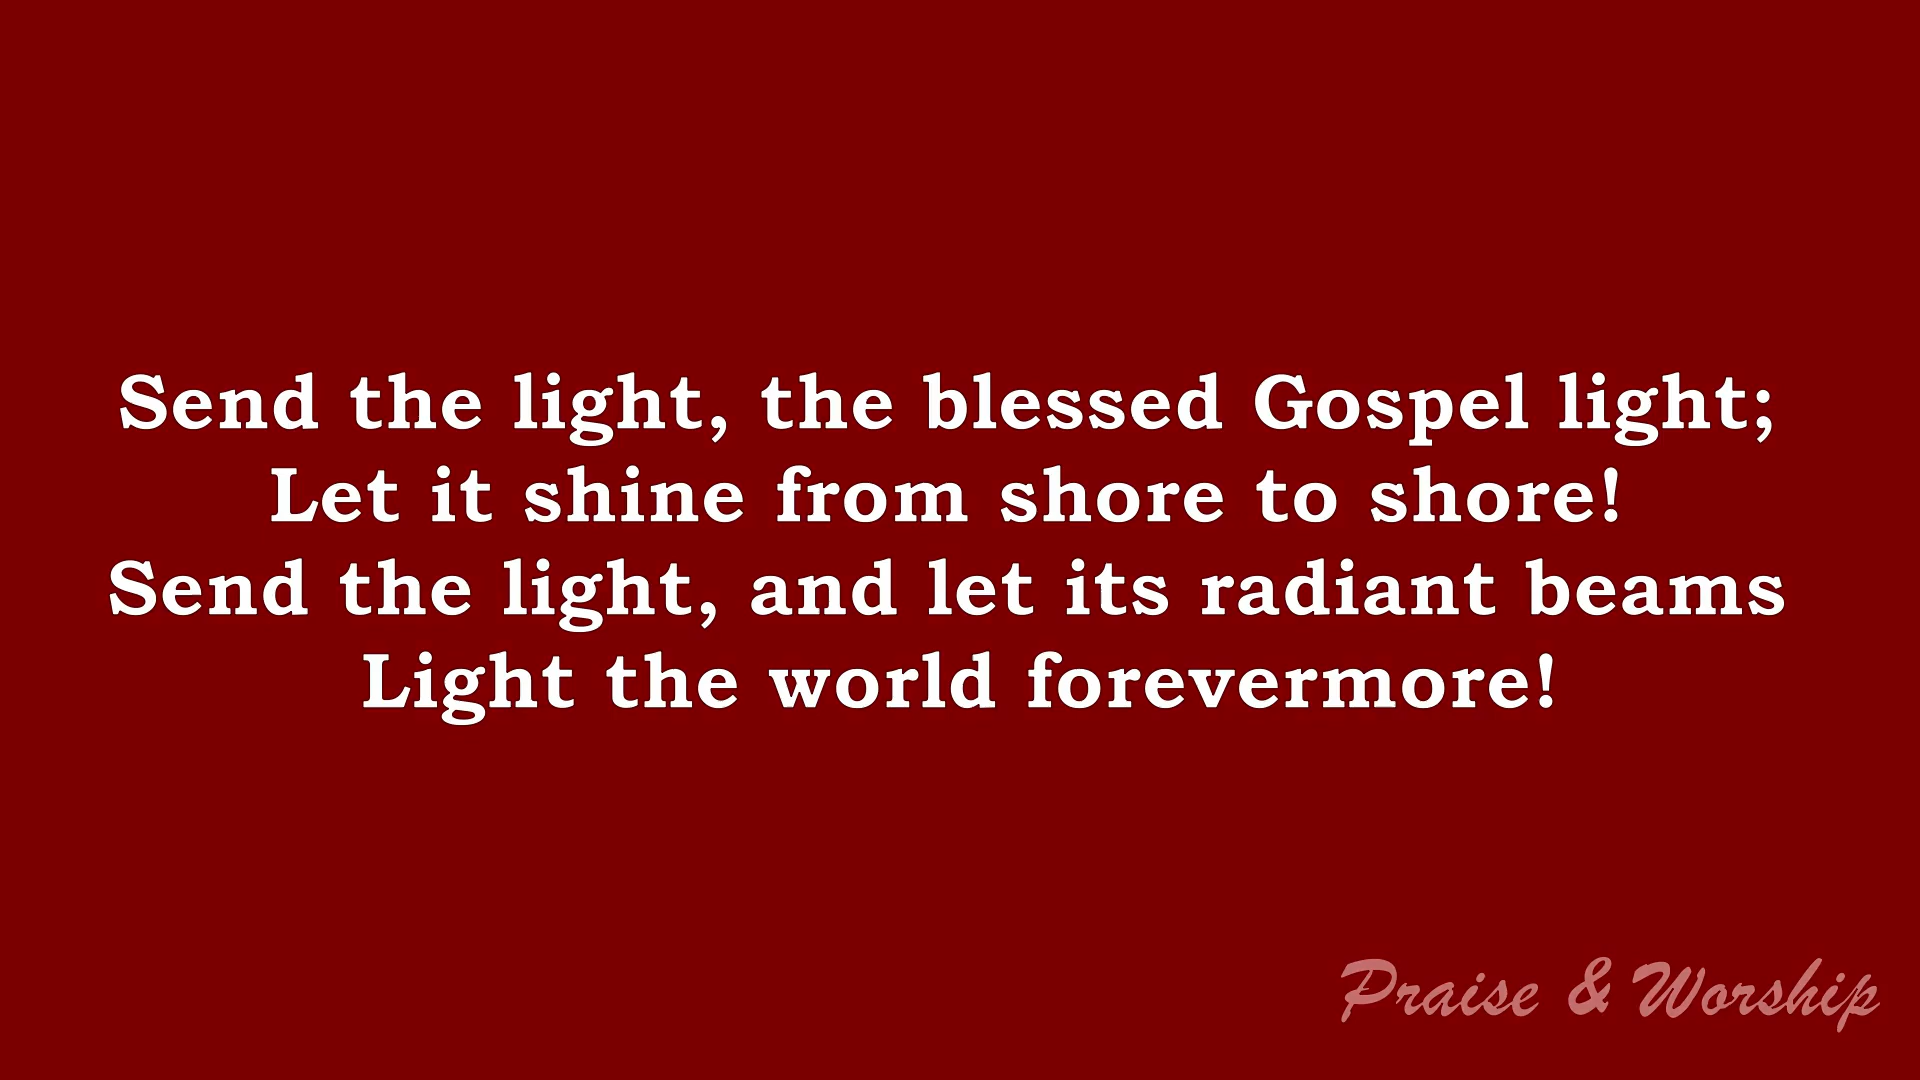 Send the light, the blessed Gospel light;
Let it shine from shore to shore!
Send the light, and let its radiant beams
Light the world forevermore!
Praise & Worship